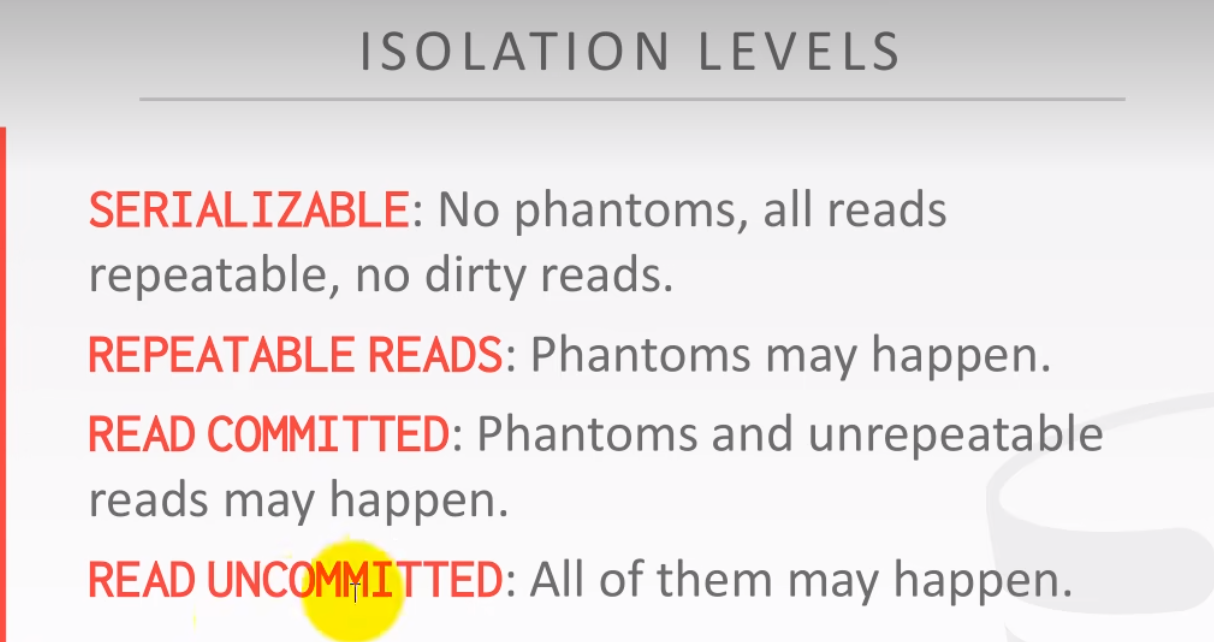 ISOLATION LEVELS
SERIALIZABLE: No phantoms, all reads
repeatable, no dirty reads.
REPEATABLE READS: Phantoms may happen.
READ COMMITTED: Phantoms and unrepeatable
reads may happen.
READ UNCOMMITTED: All of them may happen.